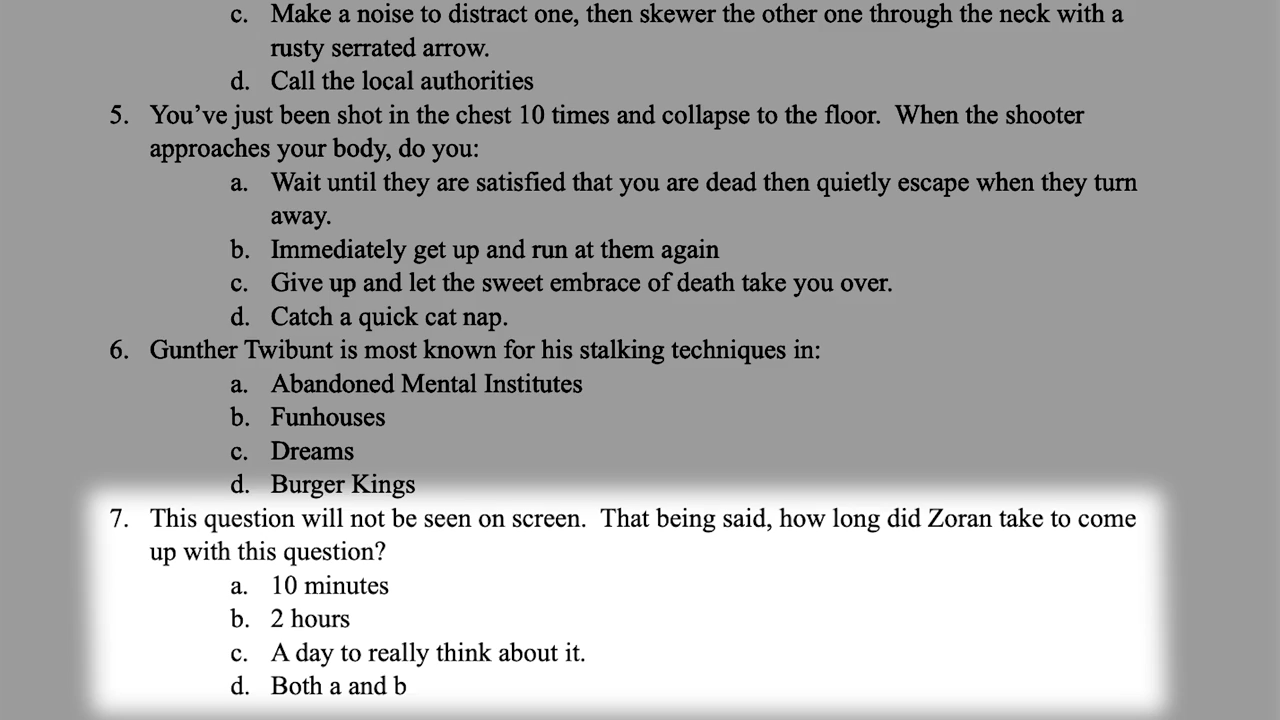 c. Make a noise to distract one, then skewer the other one through the neck with a
rusty serrated arrow.
d. Call the local authorities
5. You’ve just been shot in the chest 10 times and collapse to the floor. When the shooter
approaches your body, do you:
a. Wait until they are satisfied that you are dead then quietly escape when they turn
away.
b. Immediately get up and run at them again
c. Give up and let the sweet embrace of death take you over.
d. Catch a quick cat nap.
6. Gunther Twibunt is most known for his stalking techniques in:
a. Abandoned Mental Institutes
b. Funhouses
c. Dreams
d. Burger Kings
7. This question will not be seen on screen. That being said, how long did Zoran take to come
up with this question?
a. 10 minutes
b. 2 hours
c. A day to really think about it.
d. Both a and b